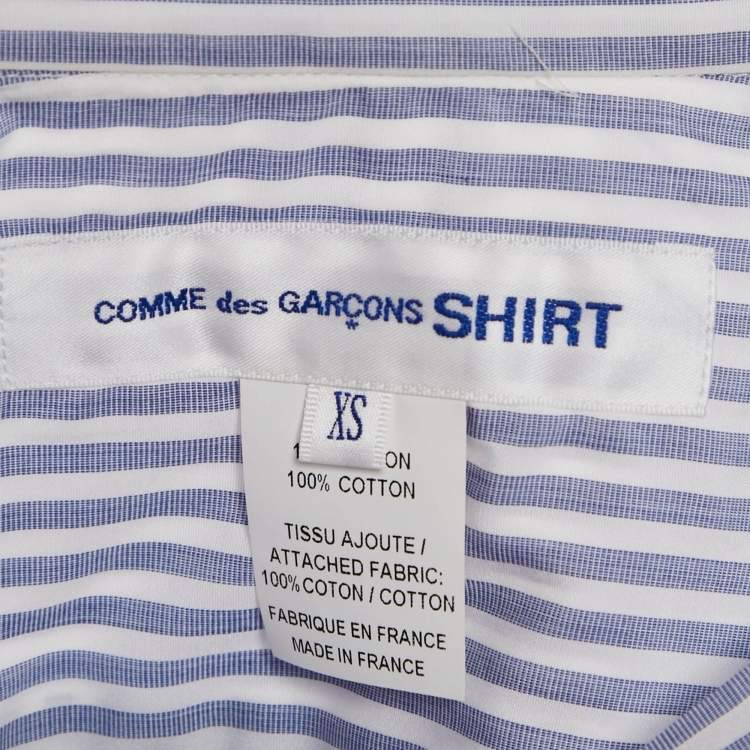 COMME des GARÇONS SHIRT
XS
100% COTTON
TISSU AJOUTE /
ATTACHED FABRIC:
100% COTON / COTTON
FABRIQUE EN FRANCE
MADE IN FRANCE